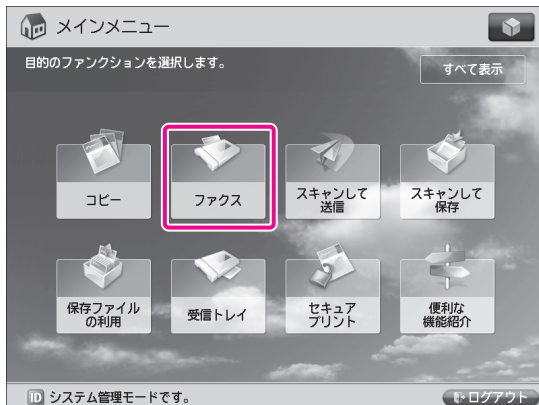 メインメニュー
目的のファンクションを選択します。
すべて表示
コピー
ファクス
スキャンして
送信
スキャンして
保存
保存ファイル
の利用
受信トレイ
セキュア
プリント
便利な
機能紹介
ID システム管理モードです。
ログアウト